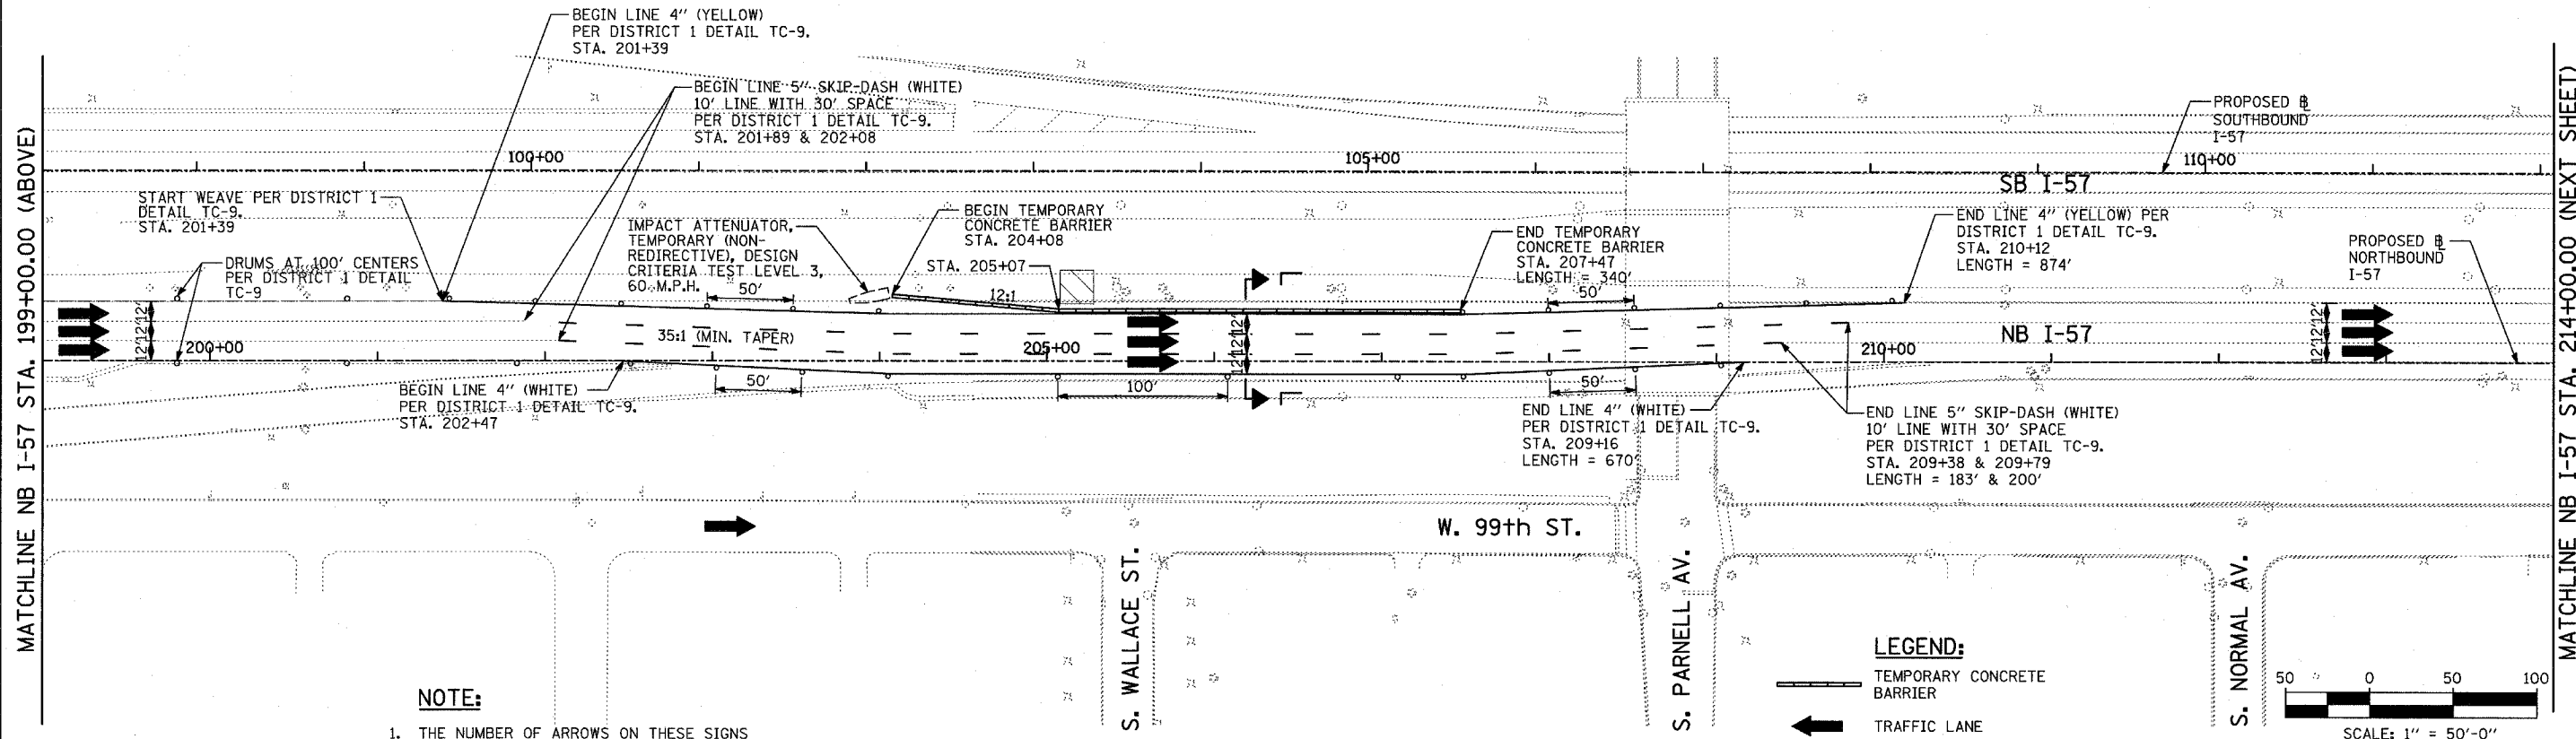 BEGIN LINE 4" (YELLOW)
PER DISTRICT 1 DETAIL TC-9.
STA. 201+39
BEGIN LINE 5" SKIP-DASH (WHITE)
10' LINE WITH 30' SPACE
PER DISTRICT 1 DETAIL TC-9.
STA. 201+89 & 202+08
PROPOSED ℄
SOUTHBOUND
I-57
100+00
105+00
110+00
SB I-57
START WEAVE PER DISTRICT 1
DETAIL TC-9.
STA. 201+39
IMPACT ATTENUATOR,
TEMPORARY (NON-
REDIRECTIVE), DESIGN
CRITERIA TEST LEVEL 3,
60 M.P.H.
BEGIN TEMPORARY
CONCRETE BARRIER
STA. 204+08
STA. 205+07
END TEMPORARY
CONCRETE BARRIER
STA. 207+47
LENGTH = 340'
END LINE 4" (YELLOW) PER
DISTRICT 1 DETAIL TC-9.
STA. 210+12
LENGTH = 874'
PROPOSED ℄
NORTHBOUND
I-57
DRUMS AT 100' CENTERS
PER DISTRICT 1 DETAIL
TC-9
50'
12:1
50'
12' 12' 12'
35:1 (MIN. TAPER)
12' 12' 12'
NB I-57
12' 12' 12'
200+00
205+00
210+00
BEGIN LINE 4" (WHITE)
PER DISTRICT 1 DETAIL TC-9.
STA. 202+47
50'
100'
50'
END LINE 4" (WHITE)
PER DISTRICT 1 DETAIL TC-9.
STA. 209+16
LENGTH = 670'
END LINE 5" SKIP-DASH (WHITE)
10' LINE WITH 30' SPACE
PER DISTRICT 1 DETAIL TC-9.
STA. 209+38 & 209+79
LENGTH = 183' & 200'
MATCHLINE NB I-57 STA. 199+00.00 (ABOVE)
MATCHLINE NB I-57 STA. 214+00.00 (NEXT SHEET)
W. 99th ST.
S. WALLACE ST.
S. PARNELL AV.
S. NORMAL AV.
NOTE:
1. THE NUMBER OF ARROWS ON THESE SIGNS
LEGEND:
TEMPORARY CONCRETE
BARRIER
TRAFFIC LANE
50 0 50 100
SCALE: 1" = 50'-0"